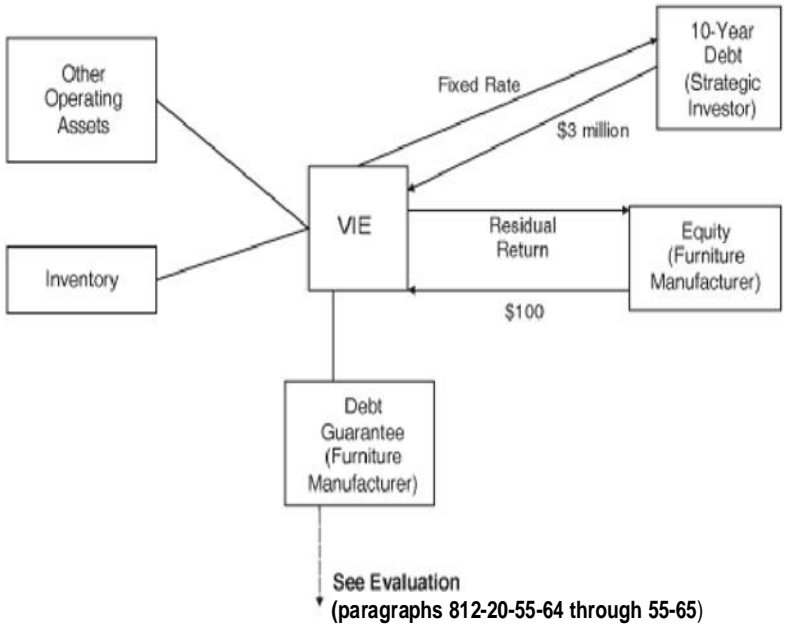 Other
Operating
Assets
Inventory
VIE
Fixed Rate
$3 million
10-Year
Debt
(Strategic
Investor)
Residual
Return
$100
Equity
(Furniture
Manufacturer)
Debt
Guarantee
(Furniture
Manufacturer)
See Evaluation
(paragraphs 812-20-55-64 through 55-65)